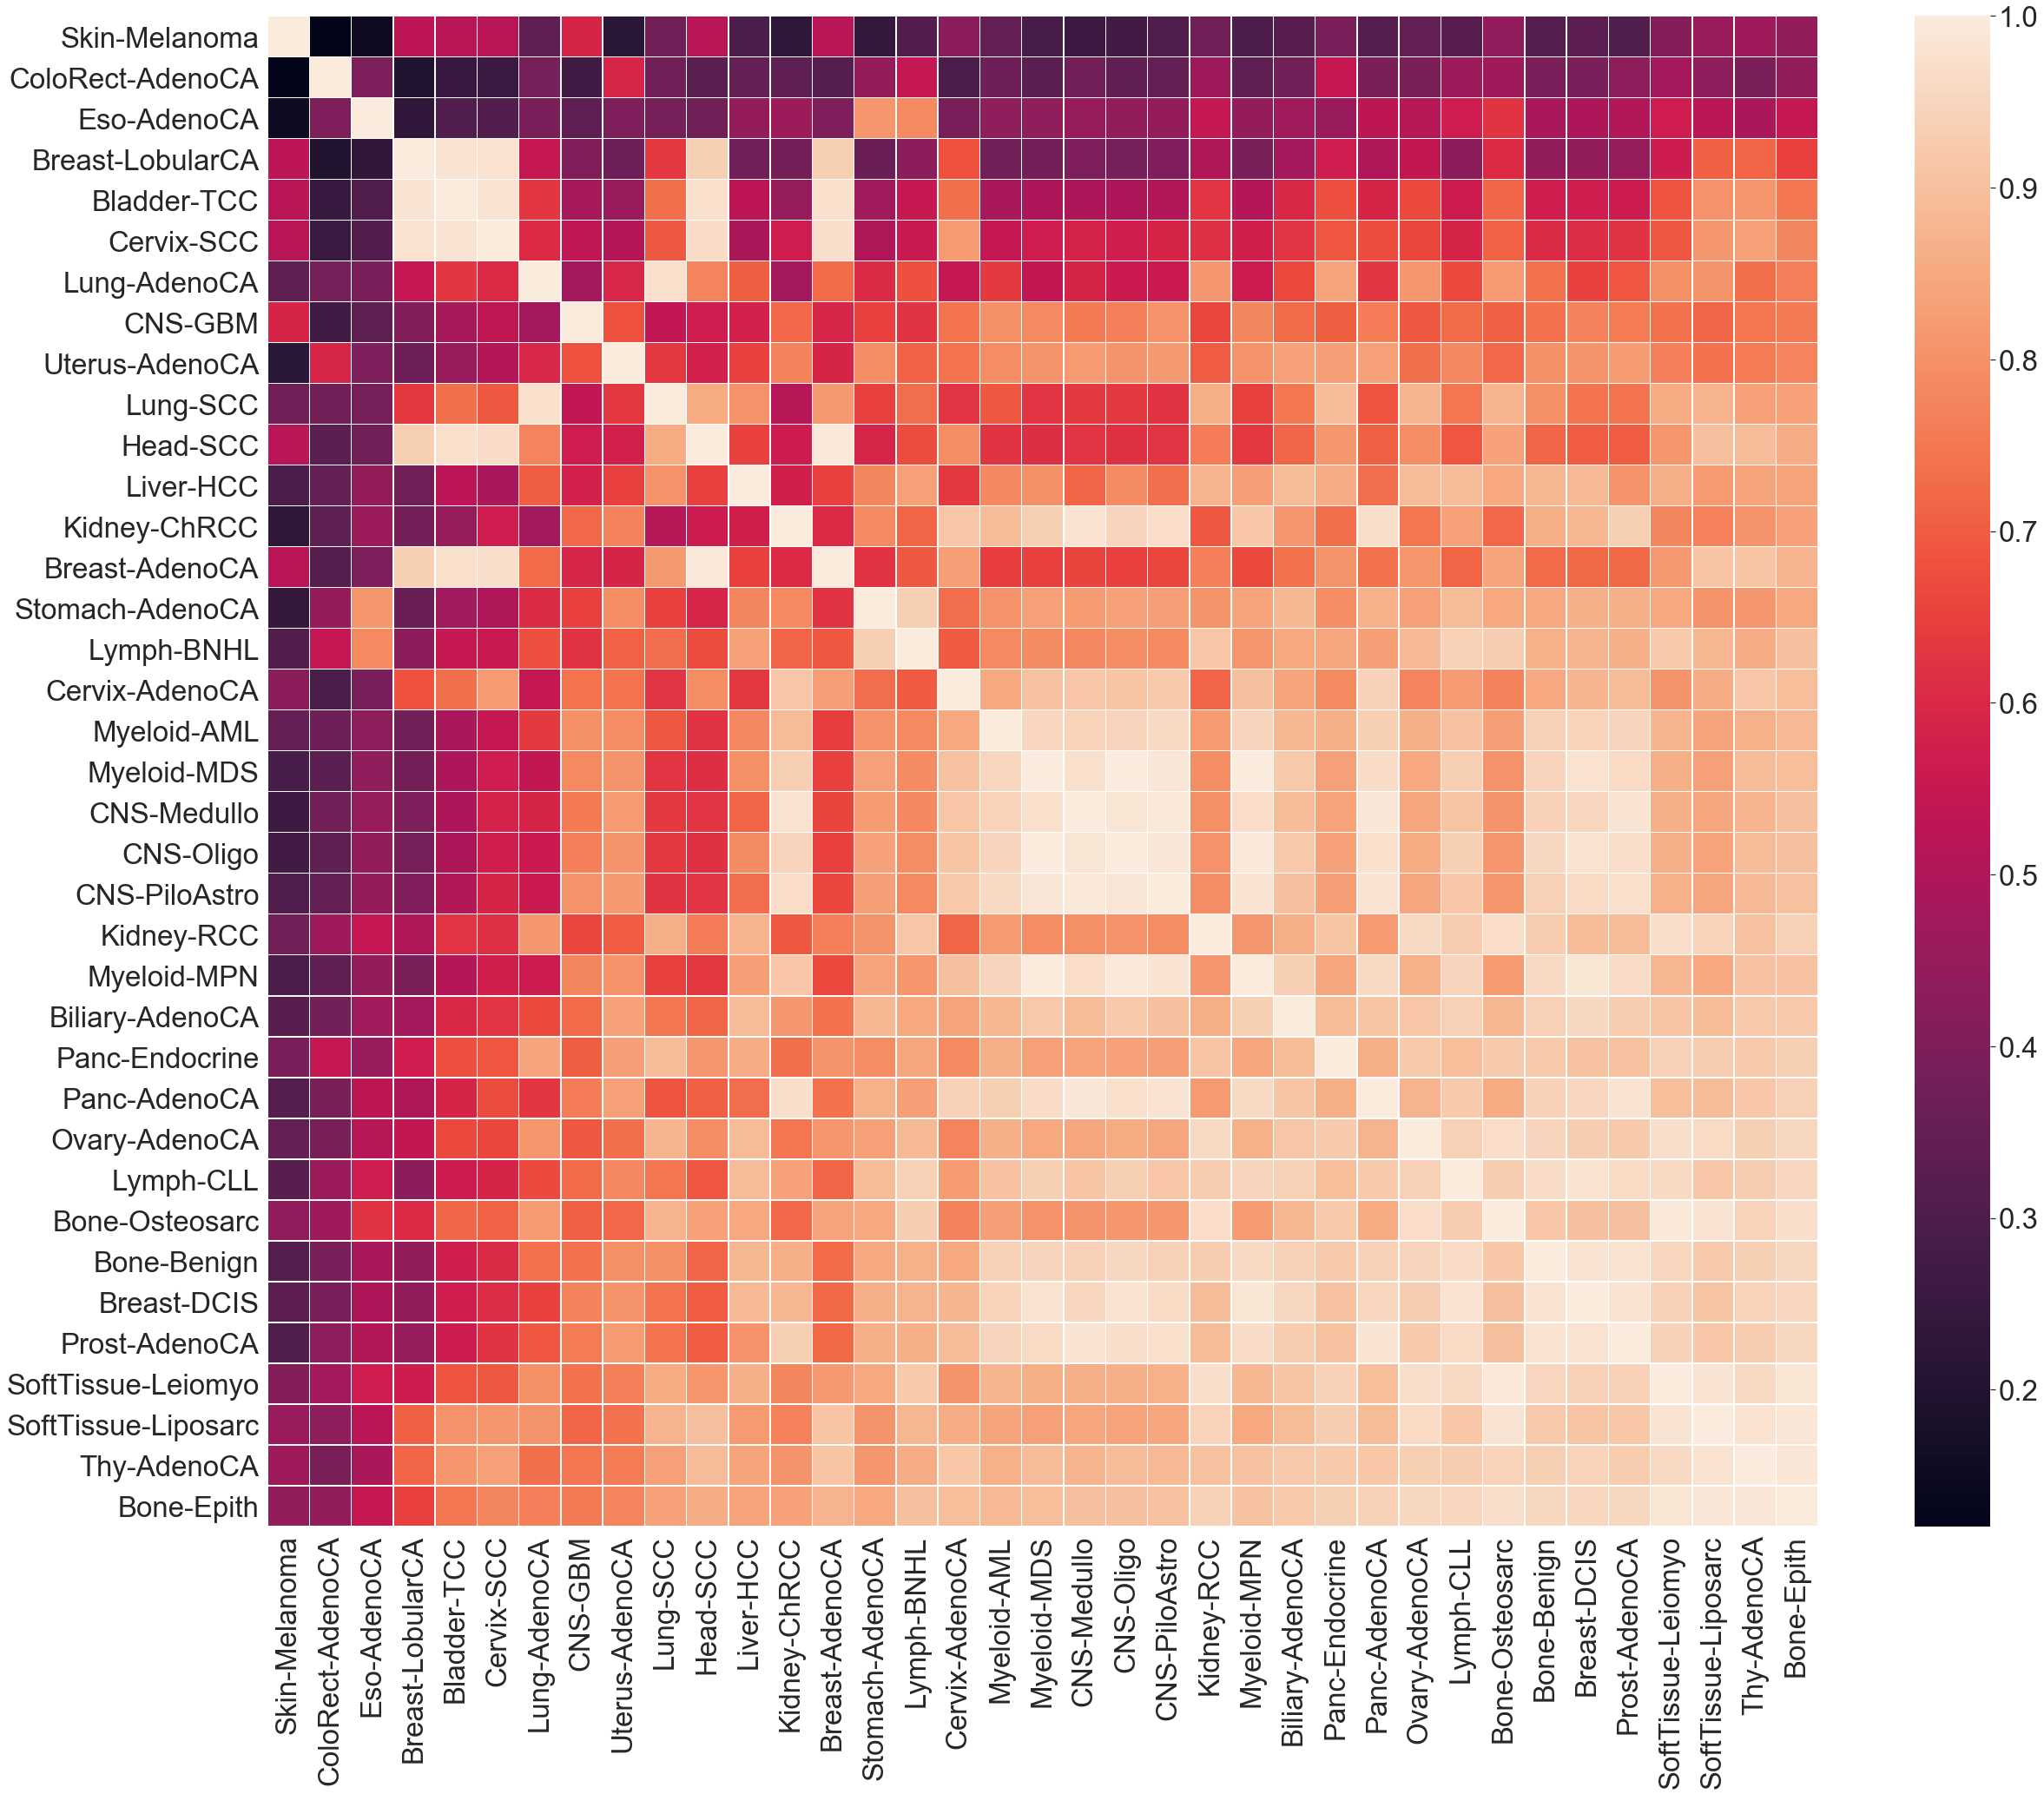 Skin-Melanoma
ColoRect-AdenoCA
Eso-AdenoCA
Breast-LobularCA
Bladder-TCC
Cervix-SCC
Lung-AdenoCA
CNS-GBM
Uterus-AdenoCA
Lung-SCC
Head-SCC
Liver-HCC
Kidney-ChRCC
Breast-AdenoCA
Stomach-AdenoCA
Lymph-BNHL
Cervix-AdenoCA
Myeloid-AML
Myeloid-MDS
CNS-Medullo
CNS-Oligo
CNS-PiloAstro
Kidney-RCC
Myeloid-MPN
Biliary-AdenoCA
Panc-Endocrine
Panc-AdenoCA
Ovary-AdenoCA
Lymph-CLL
Bone-Osteosarc
Bone-Benign
Breast-DCIS
Prost-AdenoCA
SoftTissue-Leiomyo
SoftTissue-Liposarc
Thy-AdenoCA
Bone-Epith
Skin-Melanoma
ColoRect-AdenoCA
Eso-AdenoCA
Breast-LobularCA
Bladder-TCC
Cervix-SCC
Lung-AdenoCA
CNS-GBM
Uterus-AdenoCA
Lung-SCC
Head-SCC
Liver-HCC
Kidney-ChRCC
Breast-AdenoCA
Stomach-AdenoCA
Lymph-BNHL
Cervix-AdenoCA
Myeloid-AML
Myeloid-MDS
CNS-Medullo
CNS-Oligo
CNS-PiloAstro
Kidney-RCC
Myeloid-MPN
Biliary-AdenoCA
Panc-Endocrine
Panc-AdenoCA
Ovary-AdenoCA
Lymph-CLL
Bone-Osteosarc
Bone-Benign
Breast-DCIS
Prost-AdenoCA
SoftTissue-Leiomyo
SoftTissue-Liposarc
Thy-AdenoCA
Bone-Epith
1.0
0.9
0.8
0.7
0.6
0.5
0.4
0.3
0.2